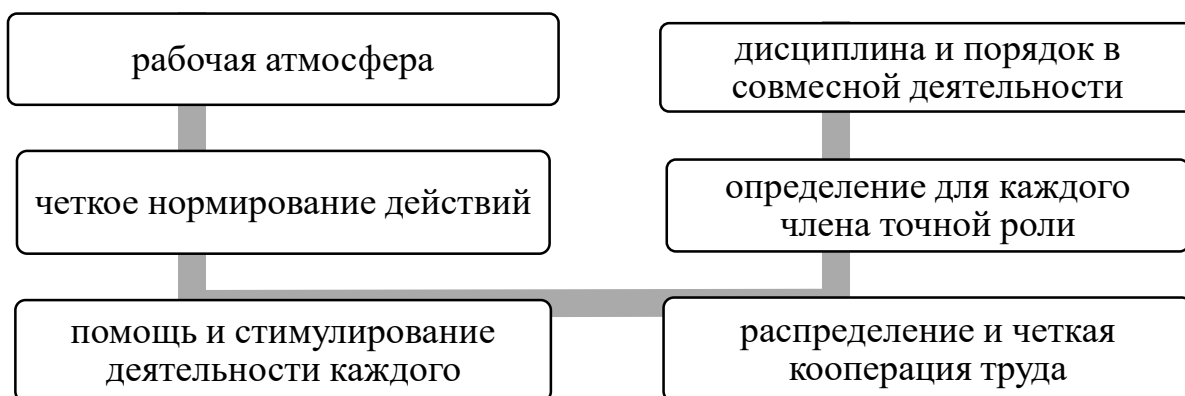 рабочая атмосфера
четкое нормирование действий
помощь и стимулирование
деятельности каждого
распределение и четкая
кооперация труда
определение для каждого
члена точной роли
дисциплина и порядок в
совмесной деятельности